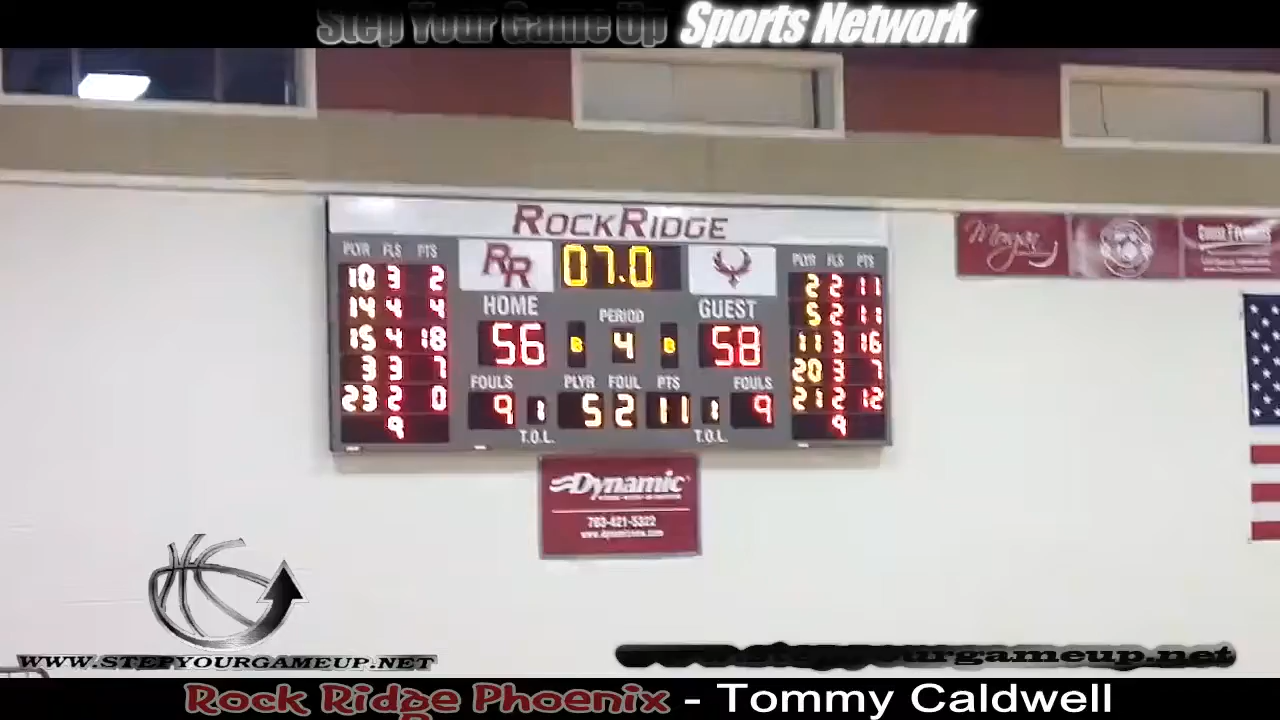 Step Your Game Up Sports Network
ROCKRIDGE
PLYR FLS PTS
RR
07.0
PLYR FLS PTS
10 3 2
2 2 11
14 4 4
HOME
PERIOD
GUEST
5 2 11
15 4 18
56 B 4 B 58
11 3 16
3 3 7
20 3 7
FOULS PLYR FOUL PTS FOULS
23 2 0
9 1 5 2 11 1 9
21 2 12
9
T.O.L. T.O.L.
9
Dynamic
703-421-5322
WWW.STEPYOURGAMEUP.NET
www.stepyourgameup.net
Rock Ridge Phoenix - Tommy Caldwell